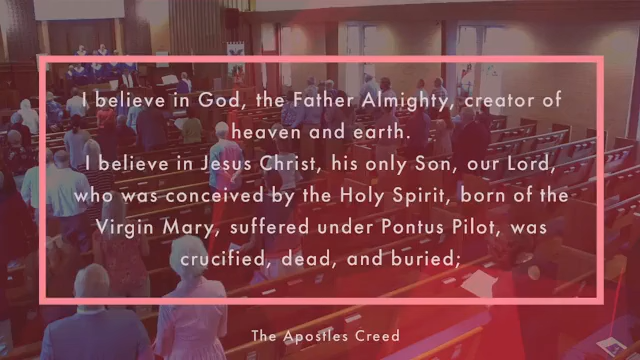 I believe in God, the Father Almighty, creator of
heaven and earth.
I believe in Jesus Christ, his only Son, our Lord,
who was conceived by the Holy Spirit, born of the
Virgin Mary, suffered under Pontus Pilot, was
crucified, dead, and buried;
The Apostles Creed